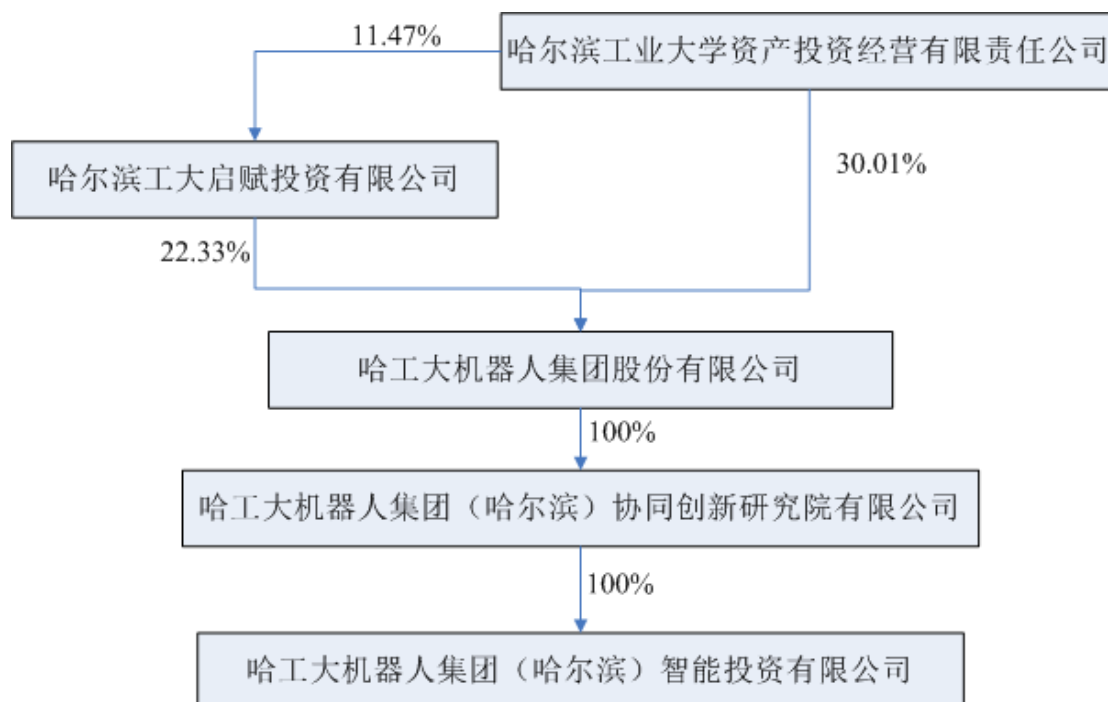 11.47%
哈尔滨工业大学资产投资经营有限责任公司
哈尔滨工大启赋投资有限公司
30.01%
22.33%
哈工大机器人集团股份有限公司
100%
哈工大机器人集团（哈尔滨）协同创新研究院有限公司
100%
哈工大机器人集团（哈尔滨）智能投资有限公司